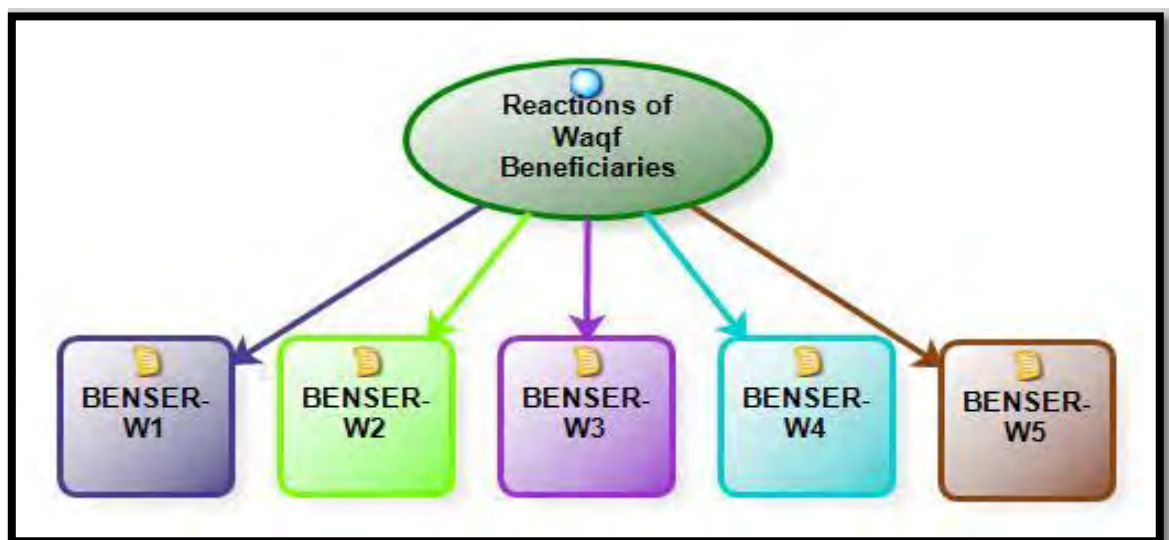 Reactions of
Waqf
Beneficiaries
BENSER-
W1
BENSER-
W2
BENSER-
W3
BENSER-
W4
BENSER-
W5